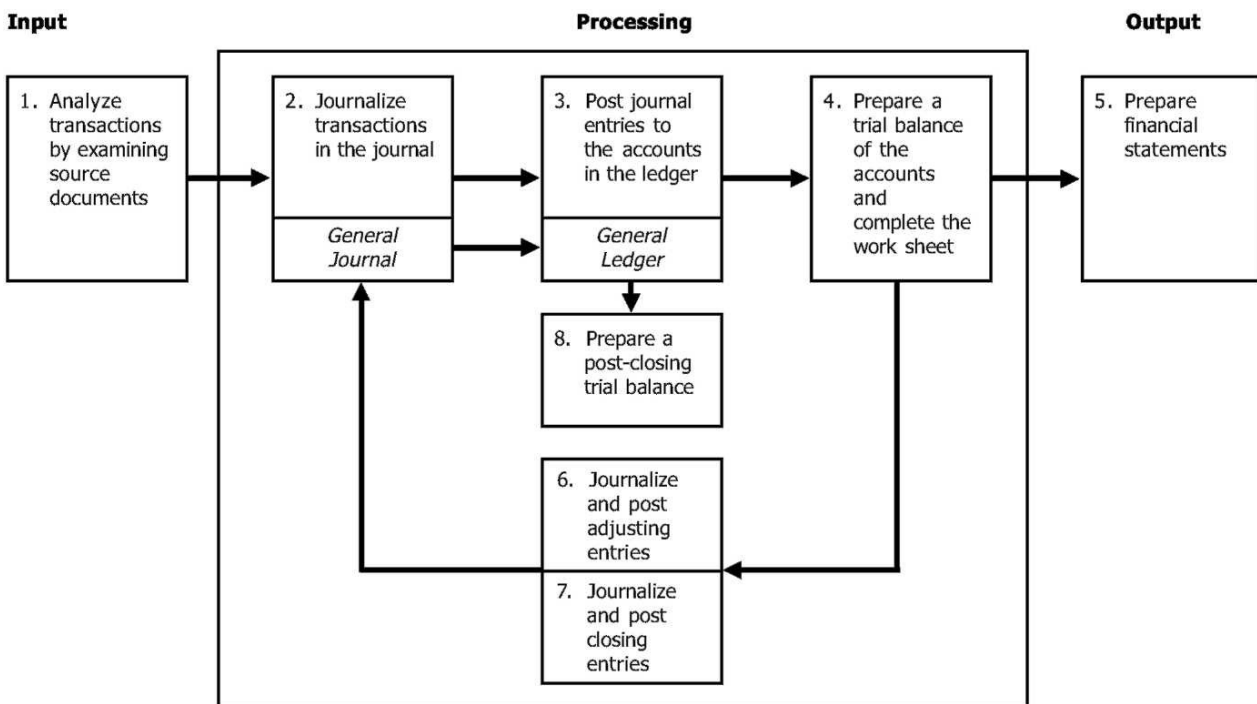 Input
Processing
Output
1. Analyze
transactions
by examining
source
documents
2. Journalize
transactions
in the journal
General
Journal
3. Post journal
entries to
the accounts
in the ledger
General
Ledger
4. Prepare a
trial balance
of the
accounts
and
complete the
work sheet
5. Prepare
financial
statements
8. Prepare a
post-closing
trial balance
6. Journalize
and post
adjusting
entries
7. Journalize
and post
closing
entries